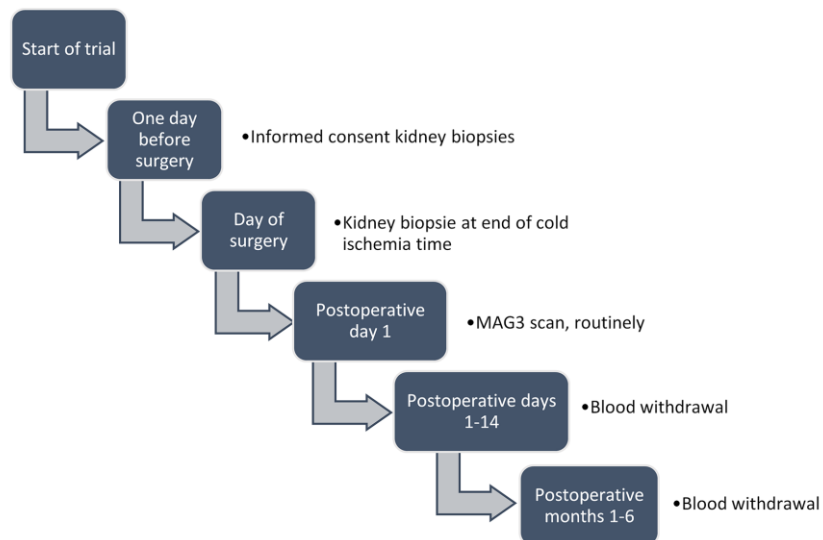 Start of trial
One day
before
surgery
•Informed consent kidney biopsies
Day of
surgery
•Kidney biopsie at end of cold
ischemia time
Postoperative
day 1
•MAG3 scan, routinely
Postoperative days
1-14
•Blood withdrawal
Postoperative
months 1-6
•Blood withdrawal